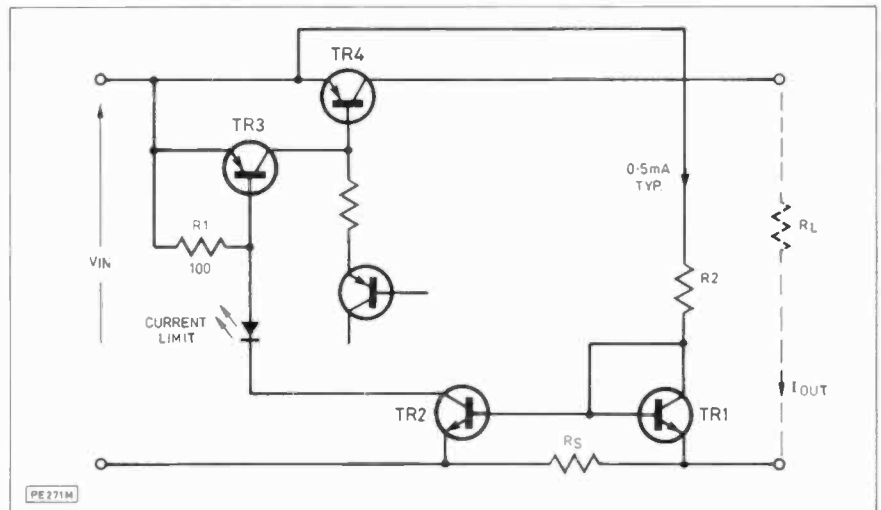 TR4
TR3
0·5mA
TYP.
R1
100
VIN
RL
R2
CURRENT
LIMIT
IOUT
TR2
TR1
RS
PE271M